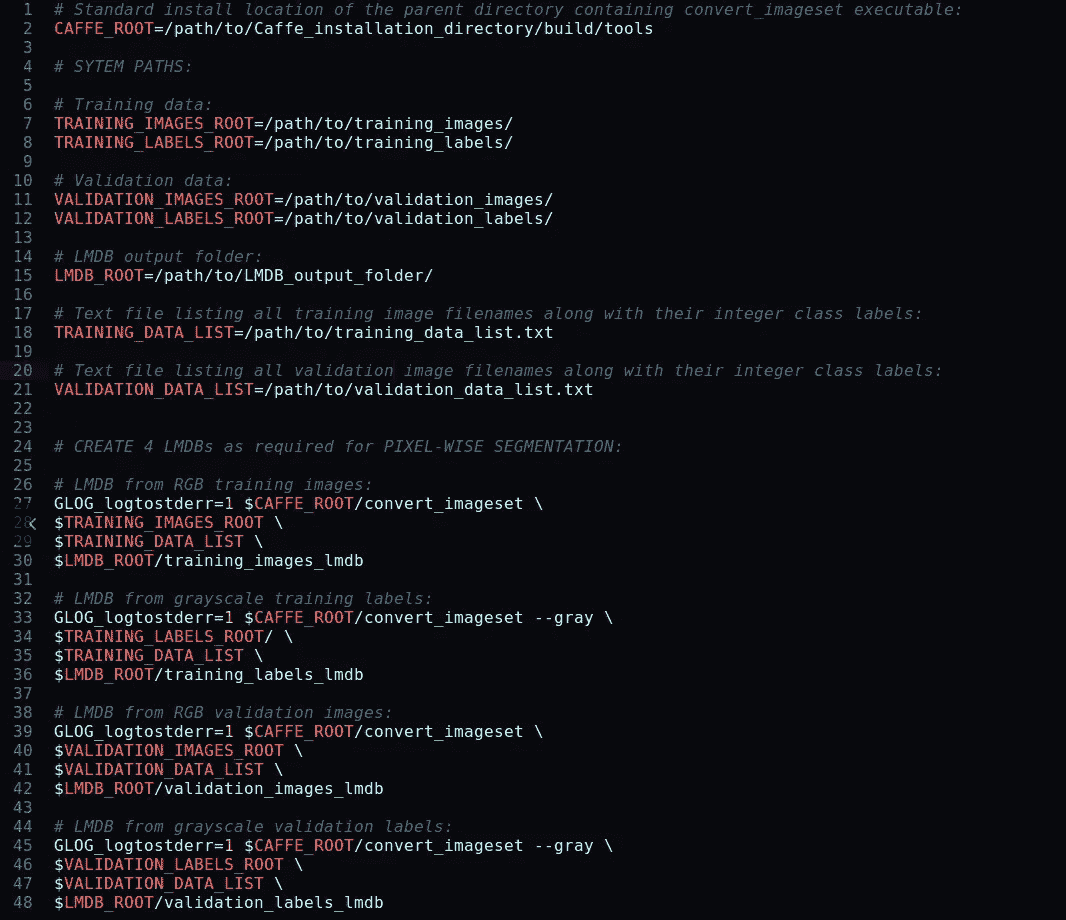 1 # Standard install location of the parent directory containing convert_imageset executable:
2 CAFFE_ROOT=/path/to/Caffe_installation_directory/build/tools
3
4 # SYTEM PATHS:
5
6 # Training data:
7 TRAINING_IMAGES_ROOT=/path/to/training_images/
8 TRAINING_LABELS_ROOT=/path/to/training_labels/
9
10 # Validation data:
11 VALIDATION_IMAGES_ROOT=/path/to/validation_images/
12 VALIDATION_LABELS_ROOT=/path/to/validation_labels/
13
14 # LMDB output folder:
15 LMDB_ROOT=/path/to/LMDB_output_folder/
16
17 # Text file listing all training image filenames along with their integer class labels:
18 TRAINING_DATA_LIST=/path/to/training_data_list.txt
19
20 # Text file listing all validation image filenames along with their integer class labels:
21 VALIDATION_DATA_LIST=/path/to/validation_data_list.txt
22
23
24 # CREATE 4 LMDBs as required for PIXEL-WISE SEGMENTATION:
25
26 # LMDB from RGB training images:
27 GLOG_logtostderr=1 $CAFFE_ROOT/convert_imageset \
28 $TRAINING_IMAGES_ROOT \
29 $TRAINING_DATA_LIST \
30 $LMDB_ROOT/training_images_lmdb
31
32 # LMDB from grayscale training labels:
33 GLOG_logtostderr=1 $CAFFE_ROOT/convert_imageset --gray \
34 $TRAINING_LABELS_ROOT/ \
35 $TRAINING_DATA_LIST \
36 $LMDB_ROOT/training_labels_lmdb
37
38 # LMDB from RGB validation images:
39 GLOG_logtostderr=1 $CAFFE_ROOT/convert_imageset \
40 $VALIDATION_IMAGES_ROOT \
41 $VALIDATION_DATA_LIST \
42 $LMDB_ROOT/validation_images_lmdb
43
44 # LMDB from grayscale validation labels:
45 GLOG_logtostderr=1 $CAFFE_ROOT/convert_imageset --gray \
46 $VALIDATION_LABELS_ROOT \
47 $VALIDATION_DATA_LIST \
48 $LMDB_ROOT/validation_labels_lmdb